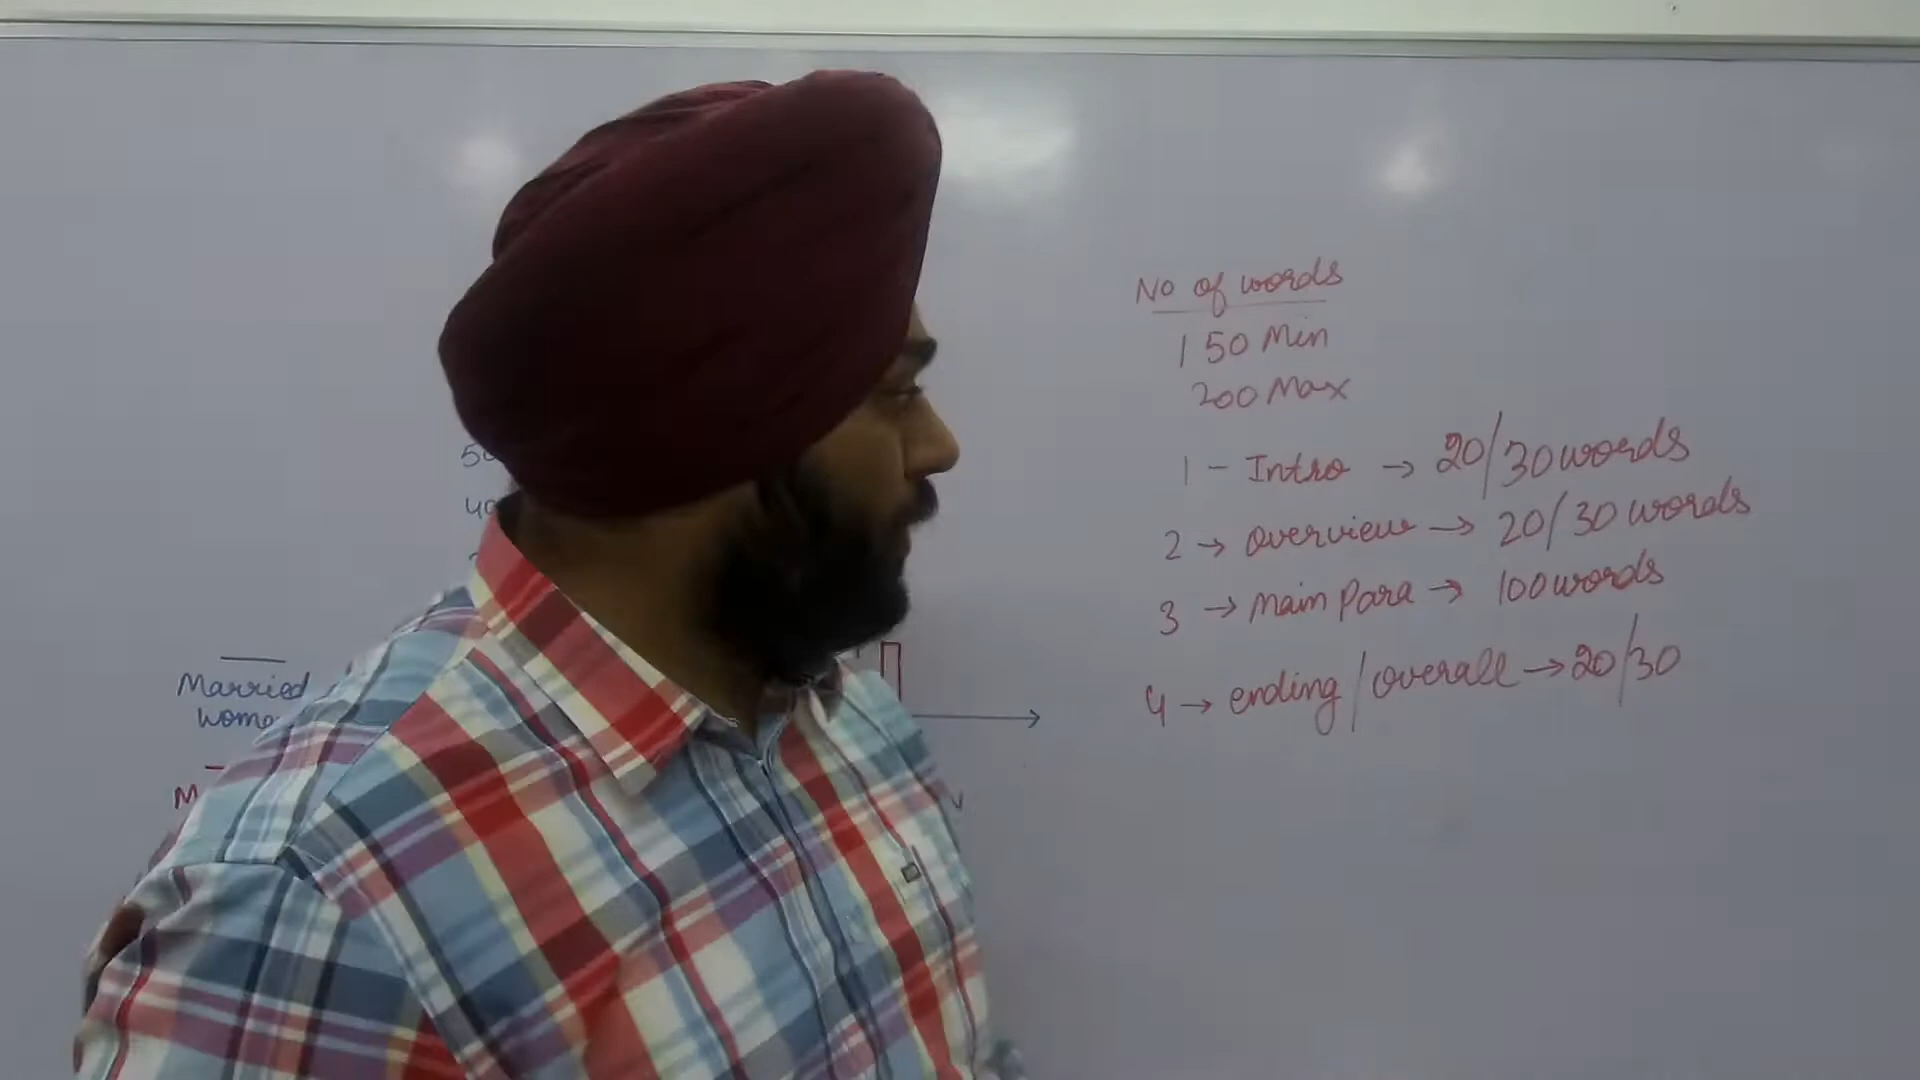 No of words
150 Min
200 Max
1 - Intro → 20/30 words
2 → overview → 20/30 words
3 → Main Para → 100 words
4 → ending/overall → 20/30
Married